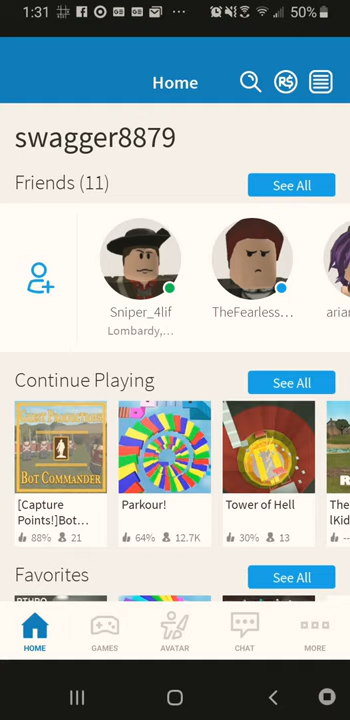 1:31
50%
Home
R$
swagger8879
Friends (11)
See All
Sniper_4lif
TheFearless...
arian
Lombardy,...
Continue Playing
See All
BOT COMMANDER
[Capture
Points!]Bot...
Parkour!
Tower of Hell
The
lKid
88%
21
64%
12.7K
30%
13
--
Favorites
See All
HOME
GAMES
AVATAR
CHAT
MORE